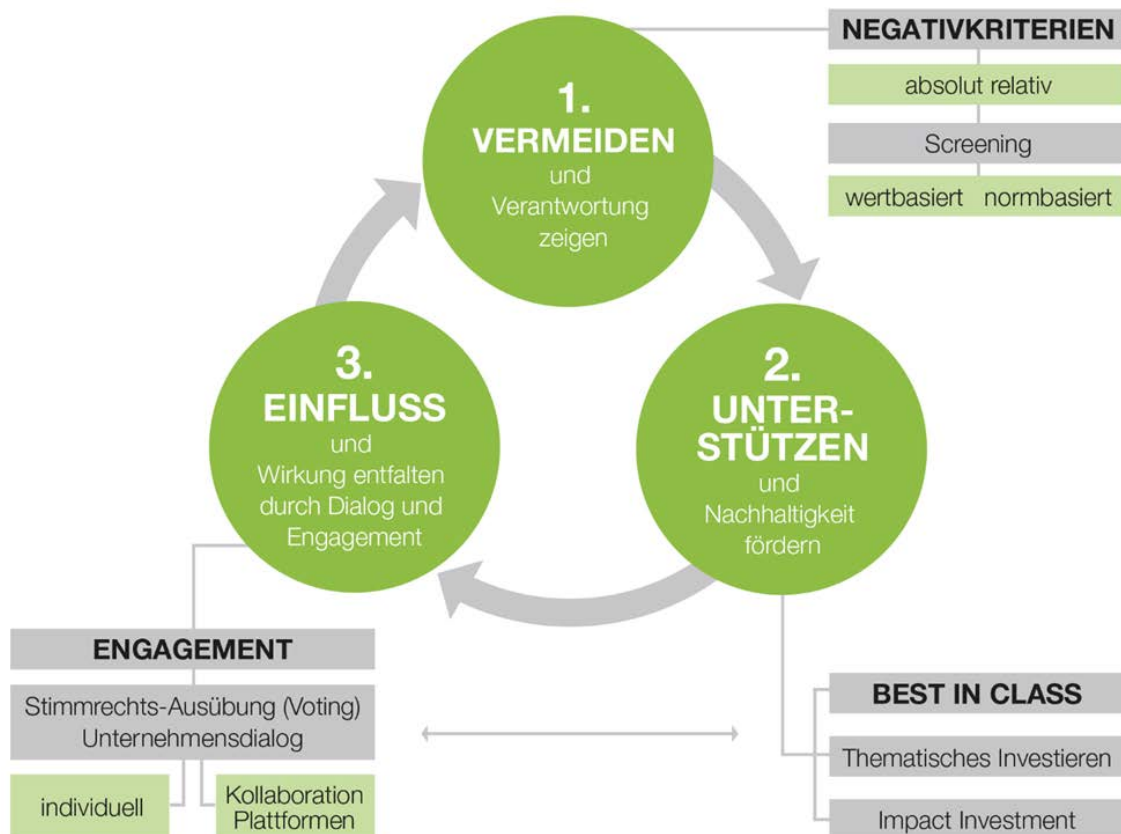 1.
VERMEIDEN
und
Verantwortung
zeigen
NEGATIVKRITERIEN
absolut relativ
Screening
wertbasiert normbasiert
2.
UNTER-
STÜTZEN
und
Nachhaltigkeit
fördern
BEST IN CLASS
Thematisches Investieren
Impact Investment
3.
EINFLUSS
und
Wirkung entfalten
durch Dialog und
Engagement
ENGAGEMENT
Stimmrechts-Ausübung (Voting)
Unternehmensdialog
individuell
Kollaboration
Plattformen